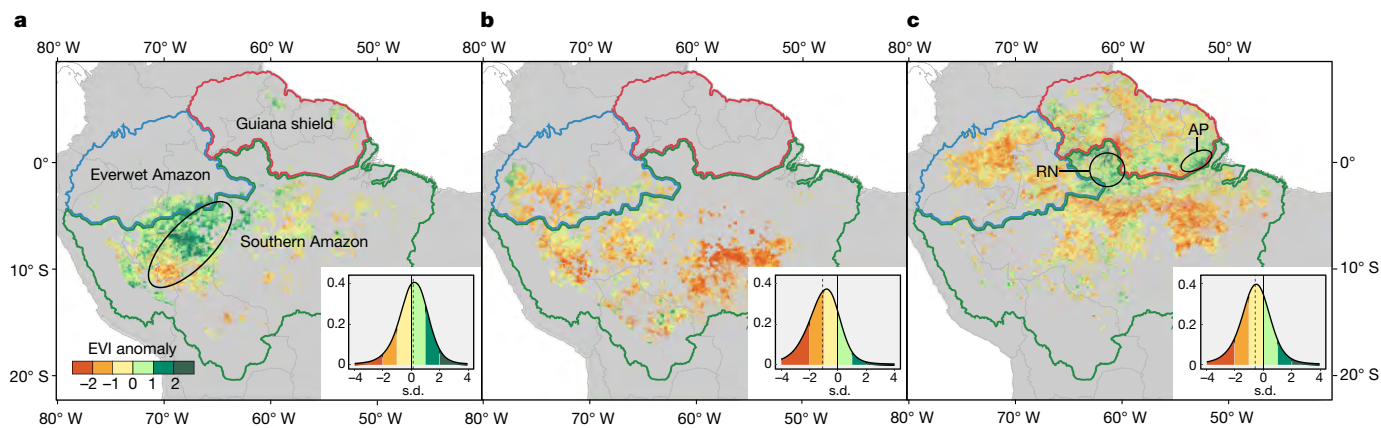 a
b
c
80° W 70° W 60° W 50° W
80° W 70° W 60° W 50° W
80° W 70° W 60° W 50° W
Guiana shield
AP
0°
Everwet Amazon
RN
0°
Southern Amazon
10° S
10° S
EVI anomaly
−2 −1 0 1 2
0.4
0.2
0
−4 −2 0 2 4
s.d.
0.4
0.2
0
−4 −2 0 2 4
s.d.
0.4
0.2
0
−4 −2 0 2 4
s.d.
20° S
20° S
80° W 70° W 60° W 50° W
80° W 70° W 60° W 50° W
70° W 60° W 50° W